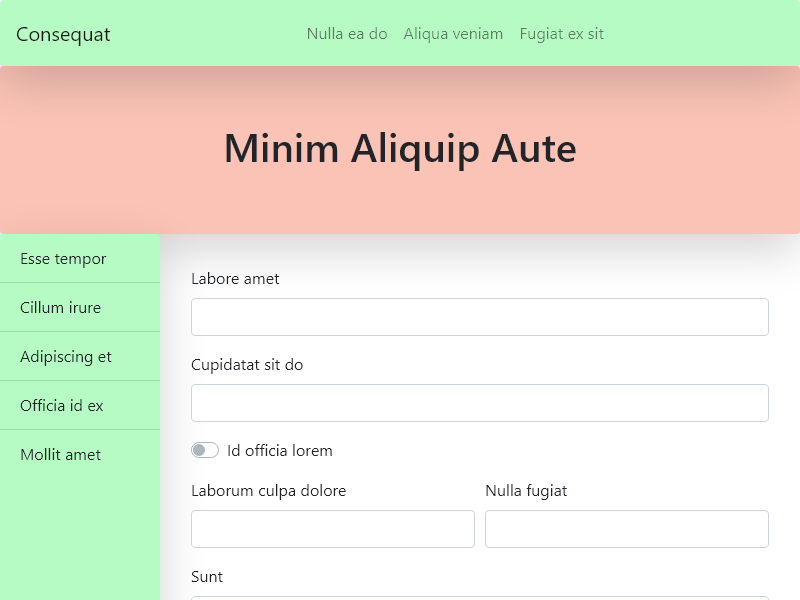 Consequat
Nulla ea do
Aliqua veniam
Fugiat ex sit
Minim Aliquip Aute
Esse tempor
Cillum irure
Adipiscing et
Officia id ex
Mollit amet
Labore amet
Cupidatat sit do
Id officia lorem
Laborum culpa dolore
Nulla fugiat
Sunt